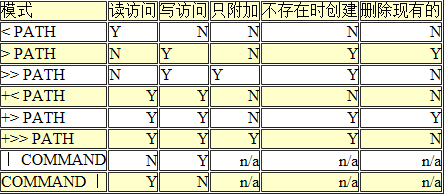 模式 读访问 写访问 只附加 不存在时创建 删除现有的
< PATH Y N N N N
> PATH N Y N Y Y
>> PATH N Y Y Y N
+< PATH Y Y N N N
+> PATH Y Y N Y Y
+>> PATH Y Y Y Y N
| COMMAND N Y n/a n/a n/a
COMMAND | Y N n/a n/a n/a